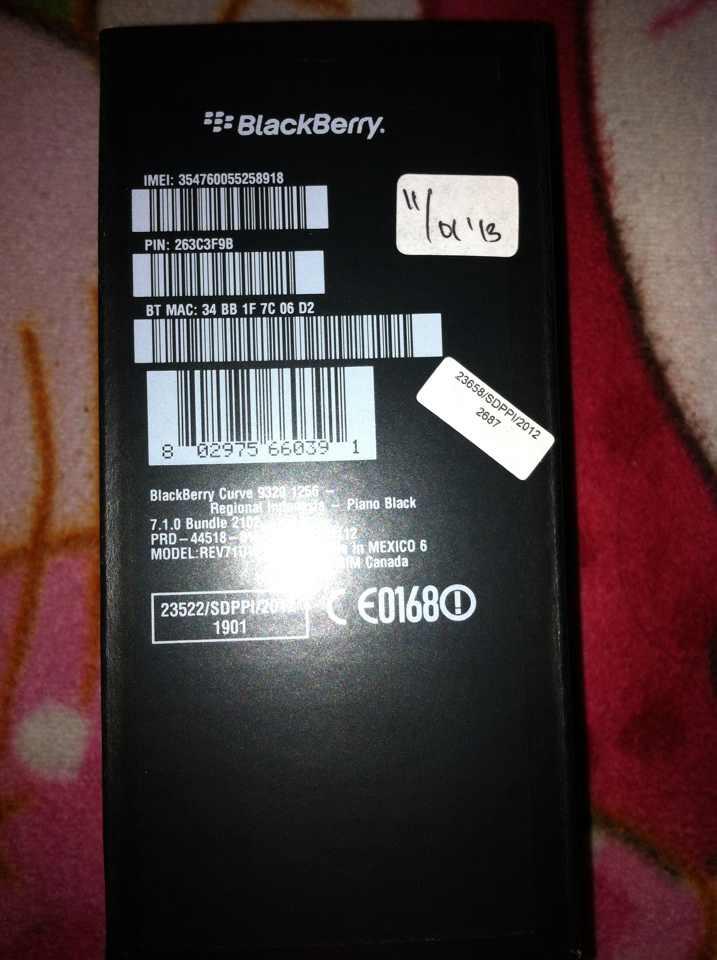 BlackBerry.
IMEI: 354760055258918
11/01'13
PIN: 263C3F9B
BT MAC: 34 BB 1F 7C 06 D2
23658/SDPPI/2012
2687
8 02975 66039 1
BlackBerry Curve 9320 1256 –
Regional Indonesia – Piano Black
7.1.0 Bundle
PRD–44518–
MODEL:REV71 in MEXICO 6
Canada
23522/SDPPI/2012
1901
CE0168